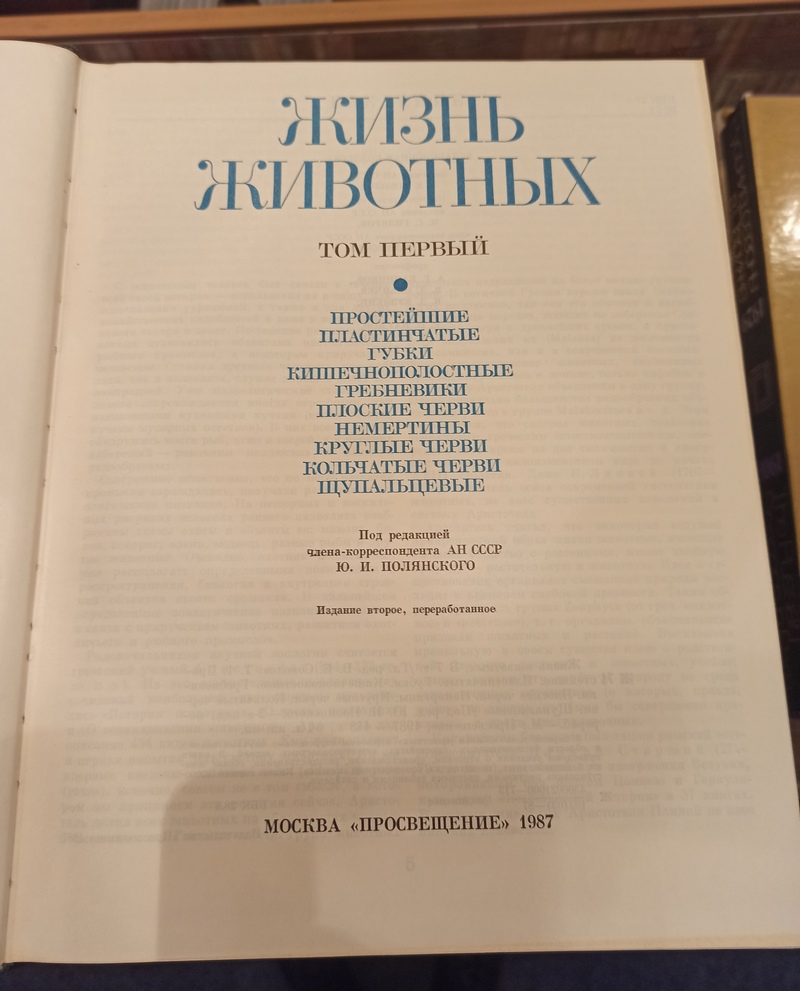 ЖИЗНЬ
ЖИВОТНЫХ
ТОМ ПЕРВЫЙ
ПРОСТЕЙШИЕ
ПЛАСТИНЧАТЫЕ
ГУБКИ
КИШЕЧНОПОЛОСТНЫЕ
ГРЕБНЕВИКИ
ПЛОСКИЕ ЧЕРВИ
НЕМЕРТИНЫ
КРУГЛЫЕ ЧЕРВИ
КОЛЬЧАТЫЕ ЧЕРВИ
ЩУПАЛЬЦЕВЫЕ
Под редакцией
члена-корреспондента АН СССР
Ю. И. ПОЛЯНСКОГО
Издание второе, переработанное
МОСКВА «ПРОСВЕЩЕНИЕ» 1987